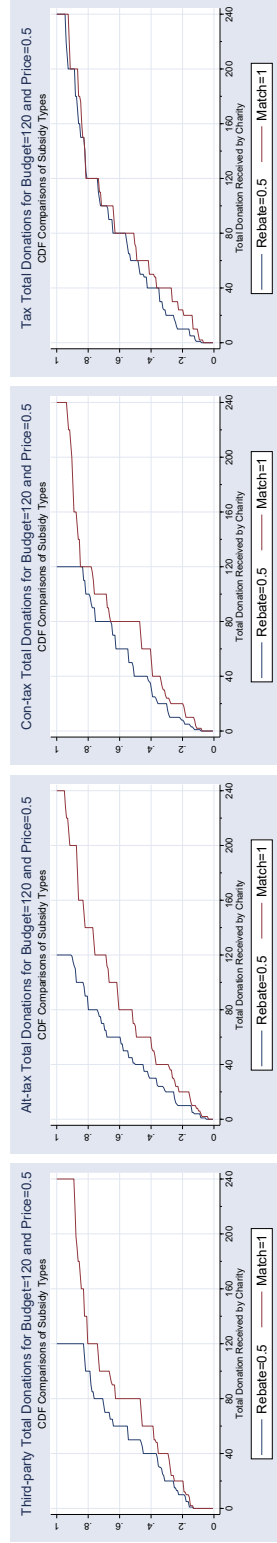 Third-party Total Donations for Budget=120 and Price=0.5
CDF Comparisons of Subsidy Types
1
.8
.6
.4
.2
0
0 40 80 120 160 200 240
Total Donation Received by Charity
Rebate=0.5 Match=1
Alt-tax Total Donations for Budget=120 and Price=0.5
CDF Comparisons of Subsidy Types
1
.8
.6
.4
.2
0
0 40 80 120 160 200 240
Total Donation Received by Charity
Rebate=0.5 Match=1
Con-tax Total Donations for Budget=120 and Price=0.5
CDF Comparisons of Subsidy Types
1
.8
.6
.4
.2
0
0 40 80 120 160 200 240
Total Donation Received by Charity
Rebate=0.5 Match=1
Tax Total Donations for Budget=120 and Price=0.5
CDF Comparisons of Subsidy Types
1
.8
.6
.4
.2
0
0 40 80 120 160 200 240
Total Donation Received by Charity
Rebate=0.5 Match=1